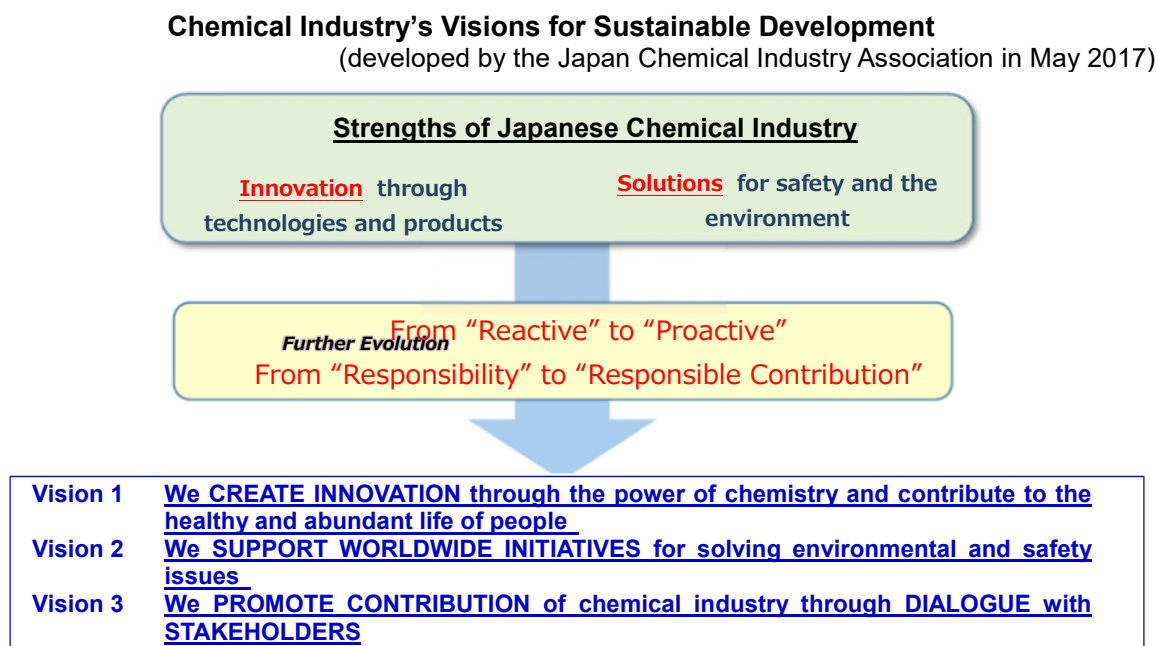 Chemical Industry’s Visions for Sustainable Development
(developed by the Japan Chemical Industry Association in May 2017)
Strengths of Japanese Chemical Industry
Innovation through
technologies and products
Solutions for safety and the
environment
From “Reactive” to “Proactive”
Further Evolution
From “Responsibility” to “Responsible Contribution”
Vision 1 We CREATE INNOVATION through the power of chemistry and contribute to the
healthy and abundant life of people
Vision 2 We SUPPORT WORLDWIDE INITIATIVES for solving environmental and safety
issues
Vision 3 We PROMOTE CONTRIBUTION of chemical industry through DIALOGUE with
STAKEHOLDERS